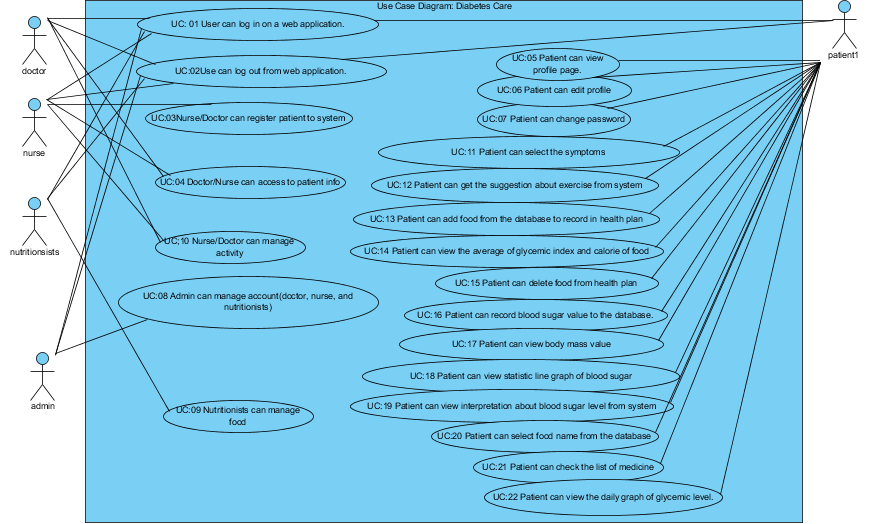 Use Case Diagram: Diabetes Care
doctor
nurse
nutritionsists
admin
patient1
UC: 01 User can log in on a web application.
UC:02Use can log out from web application.
UC:03Nurse/Doctor can register patient to system
UC:04 Doctor/Nurse can access to patient info
UC;10 Nurse/Doctor can manage
activity
UC:08 Admin can manage account(doctor, nurse, and
nutritionists)
UC:09 Nutritionists can manage
food
UC:05 Patient can view
profile page.
UC:06 Patient can edit profile
UC:07 Patient can change password
UC:11 Patient can select the symptoms
UC:12 Patient can get the suggestion about exercise from system
UC:13 Patient can add food from the database to record in health plan
UC:14 Patient can view the average of glycemic index and calorie of food
UC:15 Patient can delete food from health plan
UC:16 Patient can record blood sugar value to the database.
UC:17 Patient can view body mass value
UC:18 Patient can view statistic line graph of blood sugar
UC:19 Patient can view interpretation about blood sugar level from system
UC:20 Patient can select food name from the database
UC:21 Patient can check the list of medicine
UC:22 Patient can view the daily graph of glycemic level.